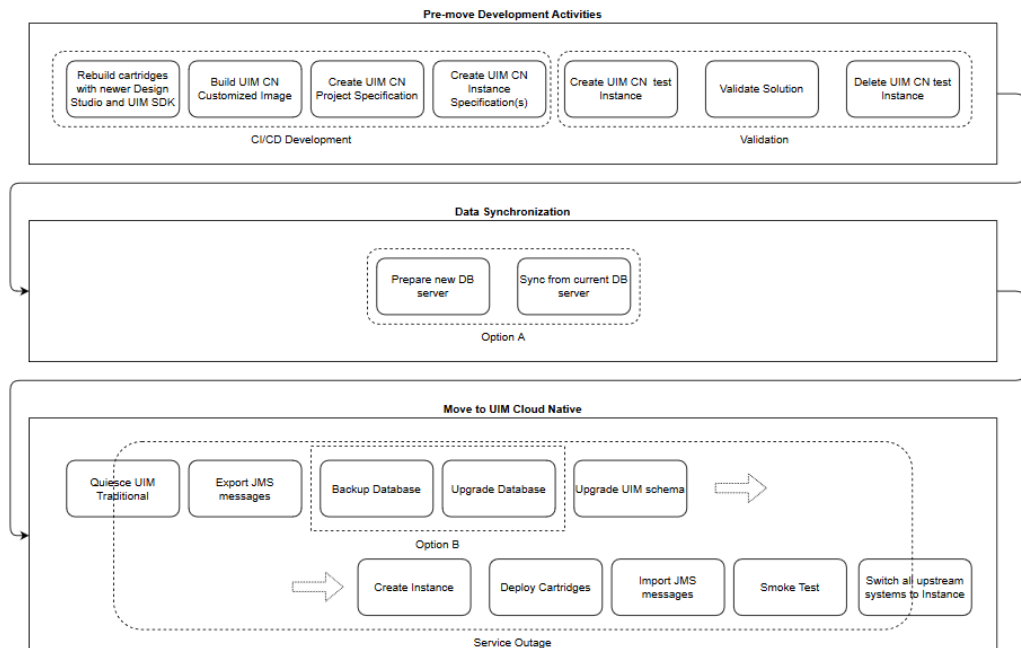 Pre-move Development Activities
Rebuild cartridges
with newer Design
Studio and UIM SDK
Build UIM CN
Customized Image
Create UIM CN
Project Specification
Create UIM CN
Instance
Specification(s)
Create UIM CN test
Instance
Validate Solution
Delete UIM CN test
Instance
CI/CD Development
Validation
Data Synchronization
Prepare new DB
server
Sync from current DB
server
Option A
Move to UIM Cloud Native
Quiesce UIM
Traditional
Export JMS
messages
Backup Database
Upgrade Database
Upgrade UIM schema
Option B
Create Instance
Deploy Cartridges
Import JMS
messages
Smoke Test
Switch all upstream
systems to Instance
Service Outage